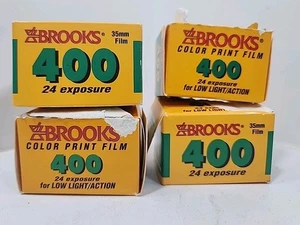 BROOKS®
35mm
Film
400
24 exposure
BROOKS®
COLOR PRINT FILM
400
24 exposure
for LOW LIGHT/ACTION
BROOKS®
COLOR PRINT FILM
400
24 exposure
for LOW LIGHT/ACTION
BROOKS®
35mm
Film
400
24 exposure